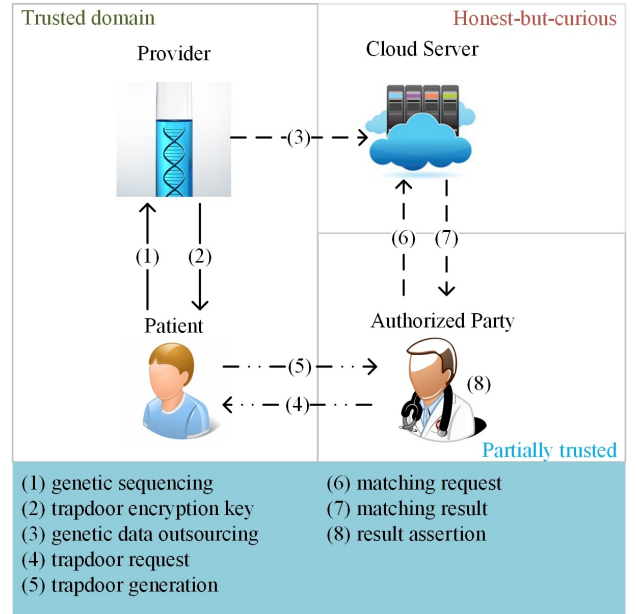 Trusted domain
Honest-but-curious
Provider
Cloud Server
(3)
(1)
(2)
(6)
(7)
Patient
Authorized Party
(5)
(8)
(4)
Partially trusted
(1) genetic sequencing
(2) trapdoor encryption key
(3) genetic data outsourcing
(4) trapdoor request
(5) trapdoor generation
(6) matching request
(7) matching result
(8) result assertion